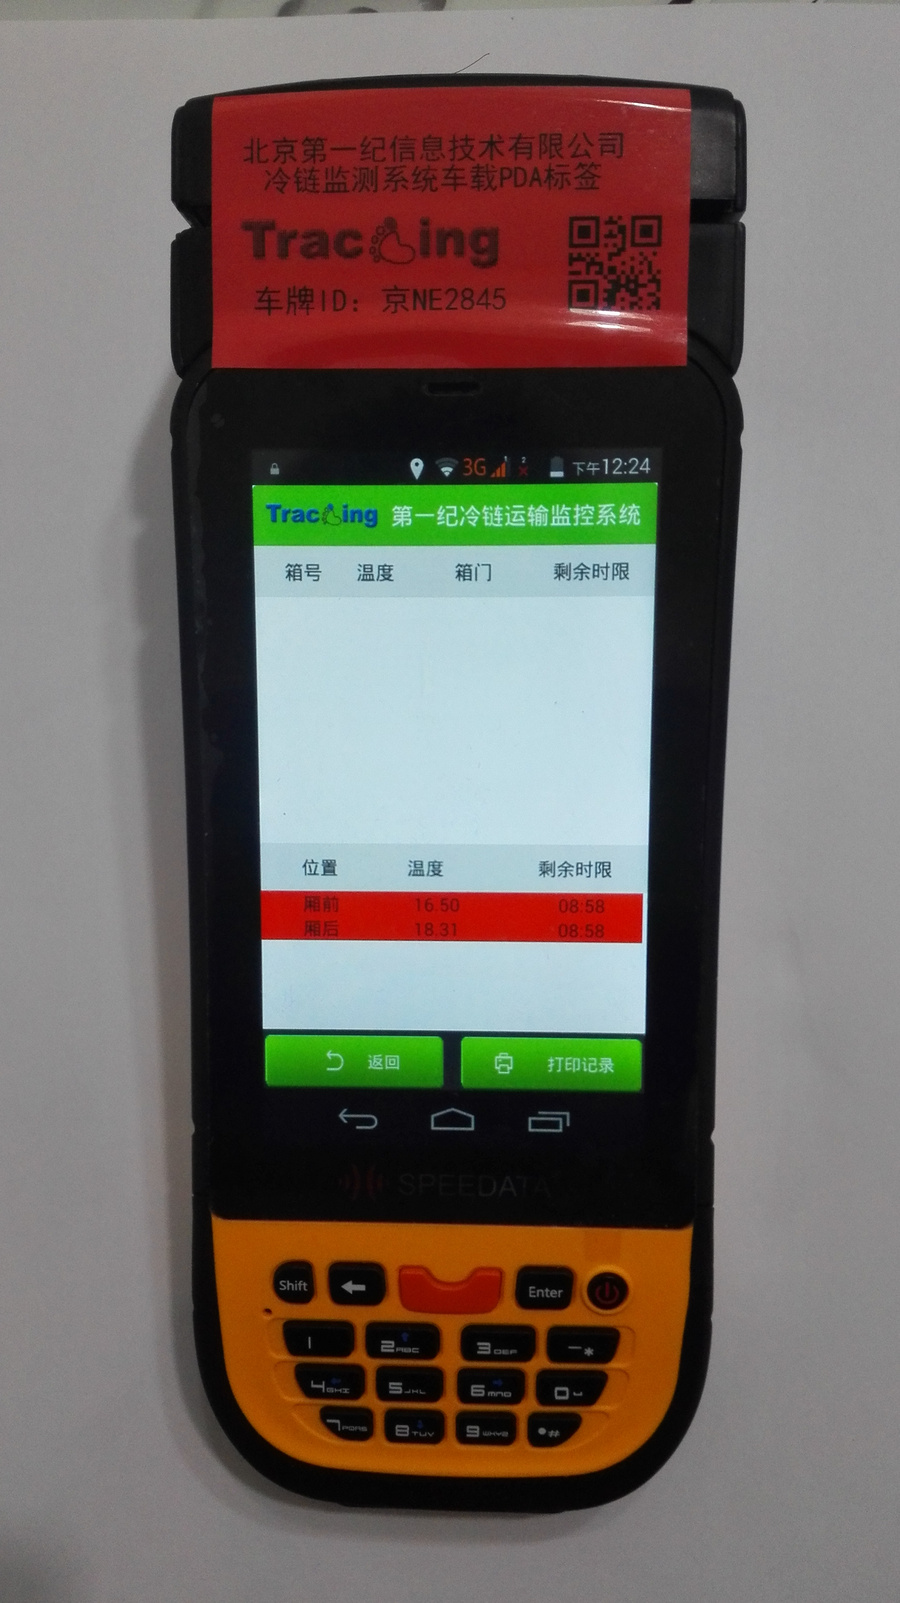 北京第一纪信息技术有限公司
冷链监测系统车载PDA标签
Tracking
车牌ID：京NE2845
3G 1 2 下午12:24
Tracking 第一纪冷链运输监控系统
箱号 温度 箱门 剩余时限
位置 温度 剩余时限
厢前 16.50 08:58
厢后 18.31 08:58
返回 打印记录
SPEEDATA
Shift Enter
1 2ABC 3DEF -*
4GHI 5JKL 6MNO 0
7PQRS 8TUV 9WXYZ •#